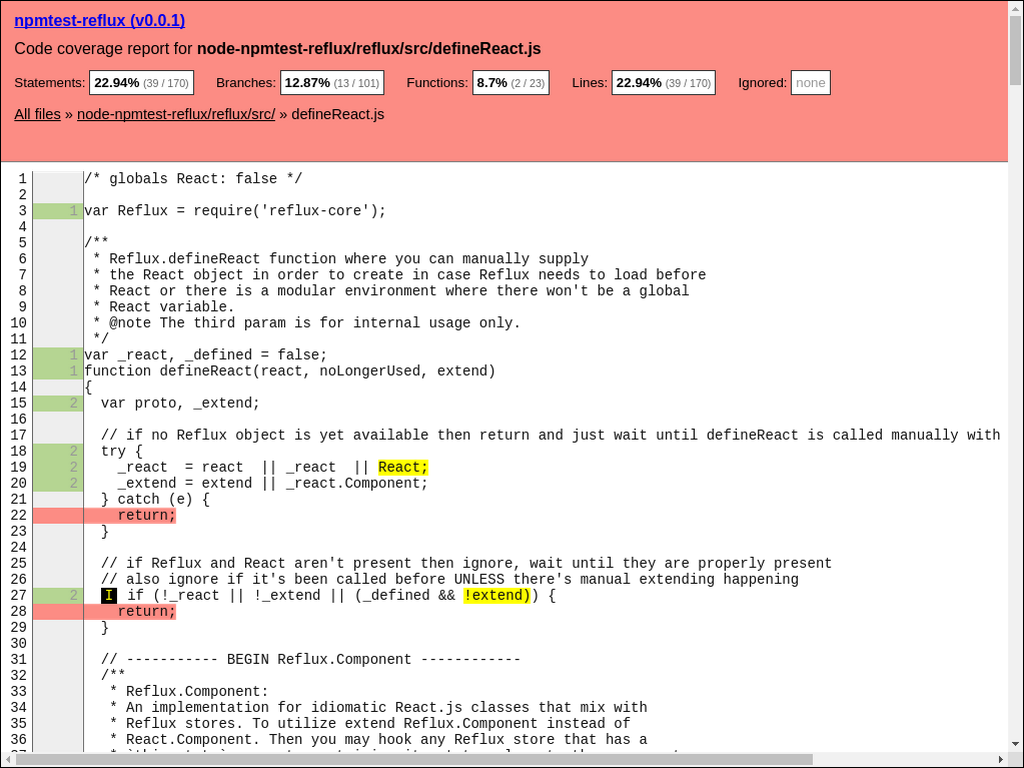 npmtest-reflux (v0.0.1)
Code coverage report for node-npmtest-reflux/reflux/src/defineReact.js
Statements: 22.94% (39 / 170) Branches: 12.87% (13 / 101) Functions: 8.7% (2 / 23) Lines: 22.94% (39 / 170) Ignored: none
All files » node-npmtest-reflux/reflux/src/ » defineReact.js
1 /* globals React: false */
2
3 1 var Reflux = require('reflux-core');
4
5 /**
6 * Reflux.defineReact function where you can manually supply
7 * the React object in order to create in case Reflux needs to load before
8 * React or there is a modular environment where there won't be a global
9 * React variable.
10 * @note The third param is for internal usage only.
11 */
12 1 var _react, _defined = false;
13 1 function defineReact(react, noLongerUsed, extend)
14 {
15 2 var proto, _extend;
16
17 // if no Reflux object is yet available then return and just wait until defineReact is called manually with
18 2 try {
19 2 _react  = react  || _react  || React;
20 2 _extend = extend || _react.Component;
21 } catch (e) {
22 return;
23 }
24
25 // if Reflux and React aren't present then ignore, wait until they are properly present
26 // also ignore if it's been called before UNLESS there's manual extending happening
27 2 I if (!_react || !_extend || (_defined && !extend)) {
28 return;
29 }
30
31 // ----------- BEGIN Reflux.Component ------------
32 /**
33 * Reflux.Component:
34 * An implementation for idiomatic React.js classes that mix with
35 * Reflux stores. To utilize extend Reflux.Component instead of
36 * React.Component. Then you may hook any Reflux store that has a